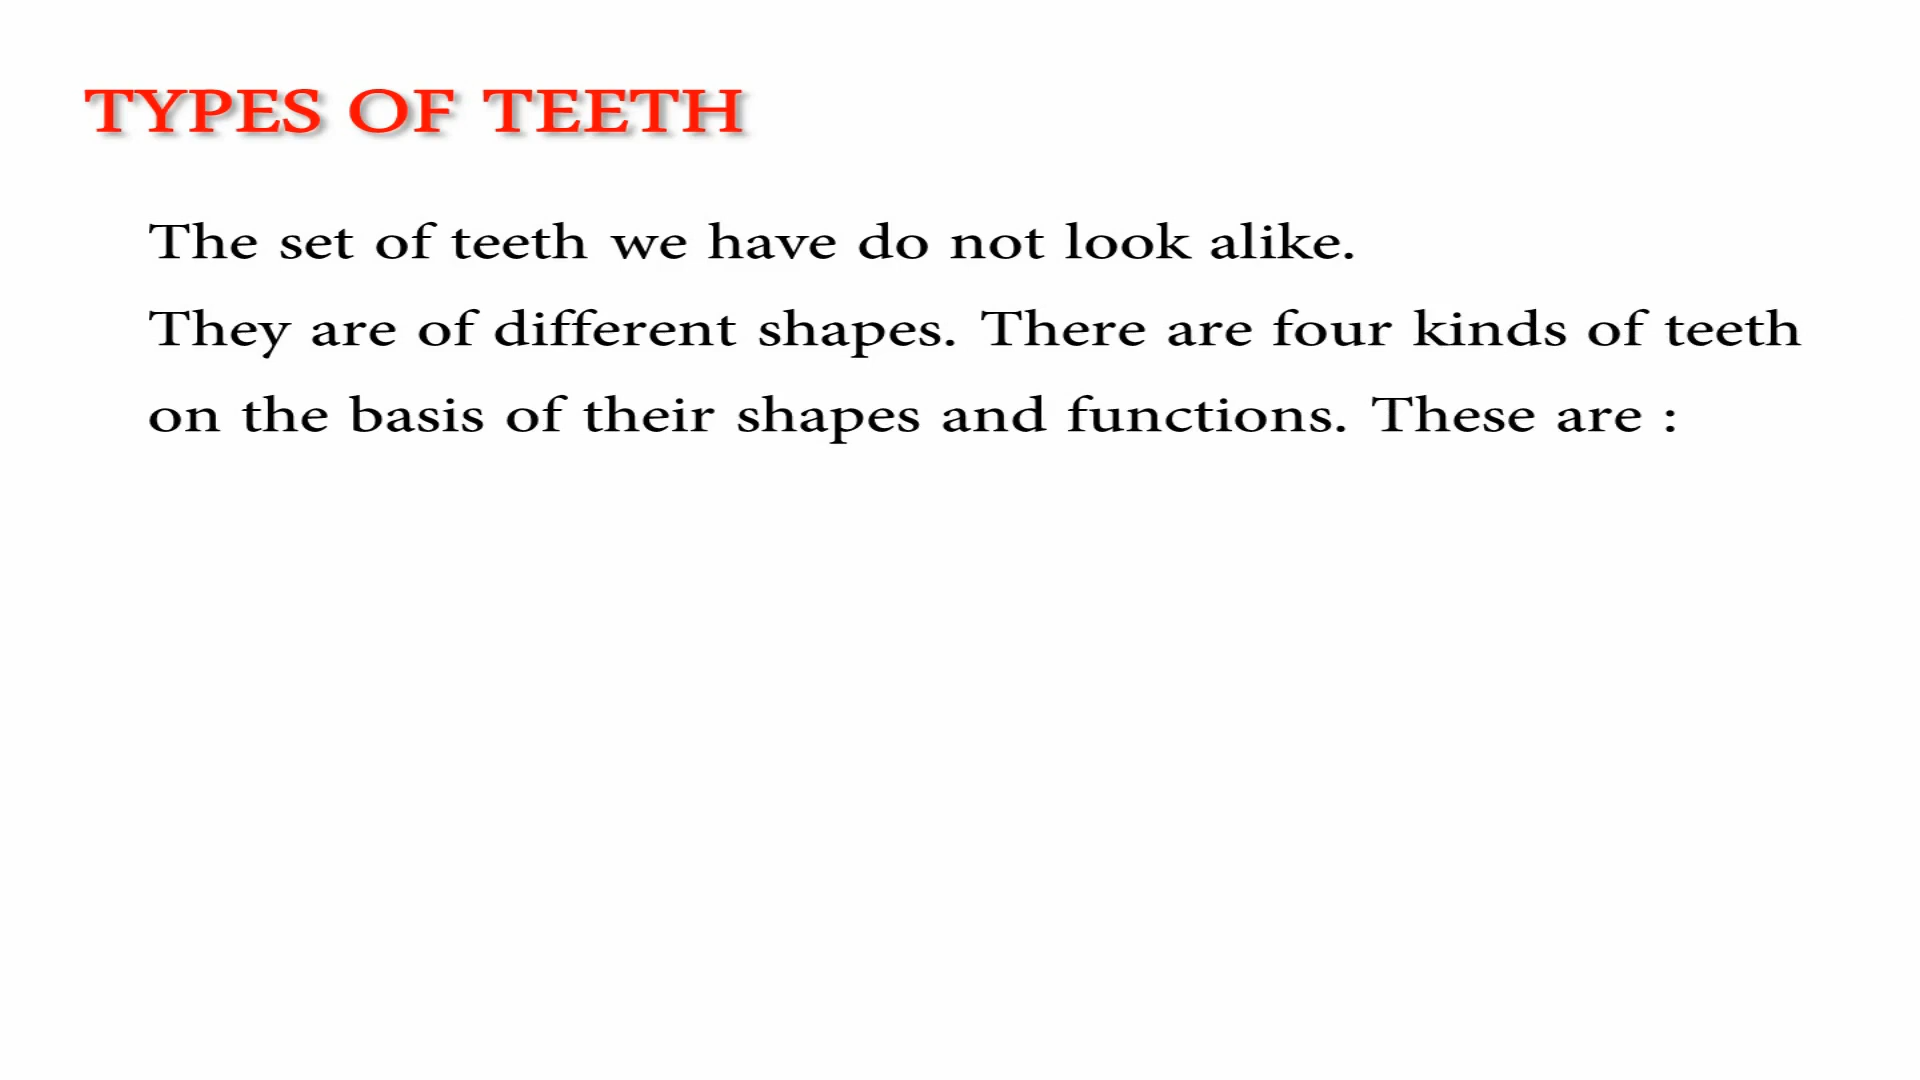 TYPES OF TEETH
The set of teeth we have do not look alike.
They are of different shapes. There are four kinds of teeth
on the basis of their shapes and functions. These are :